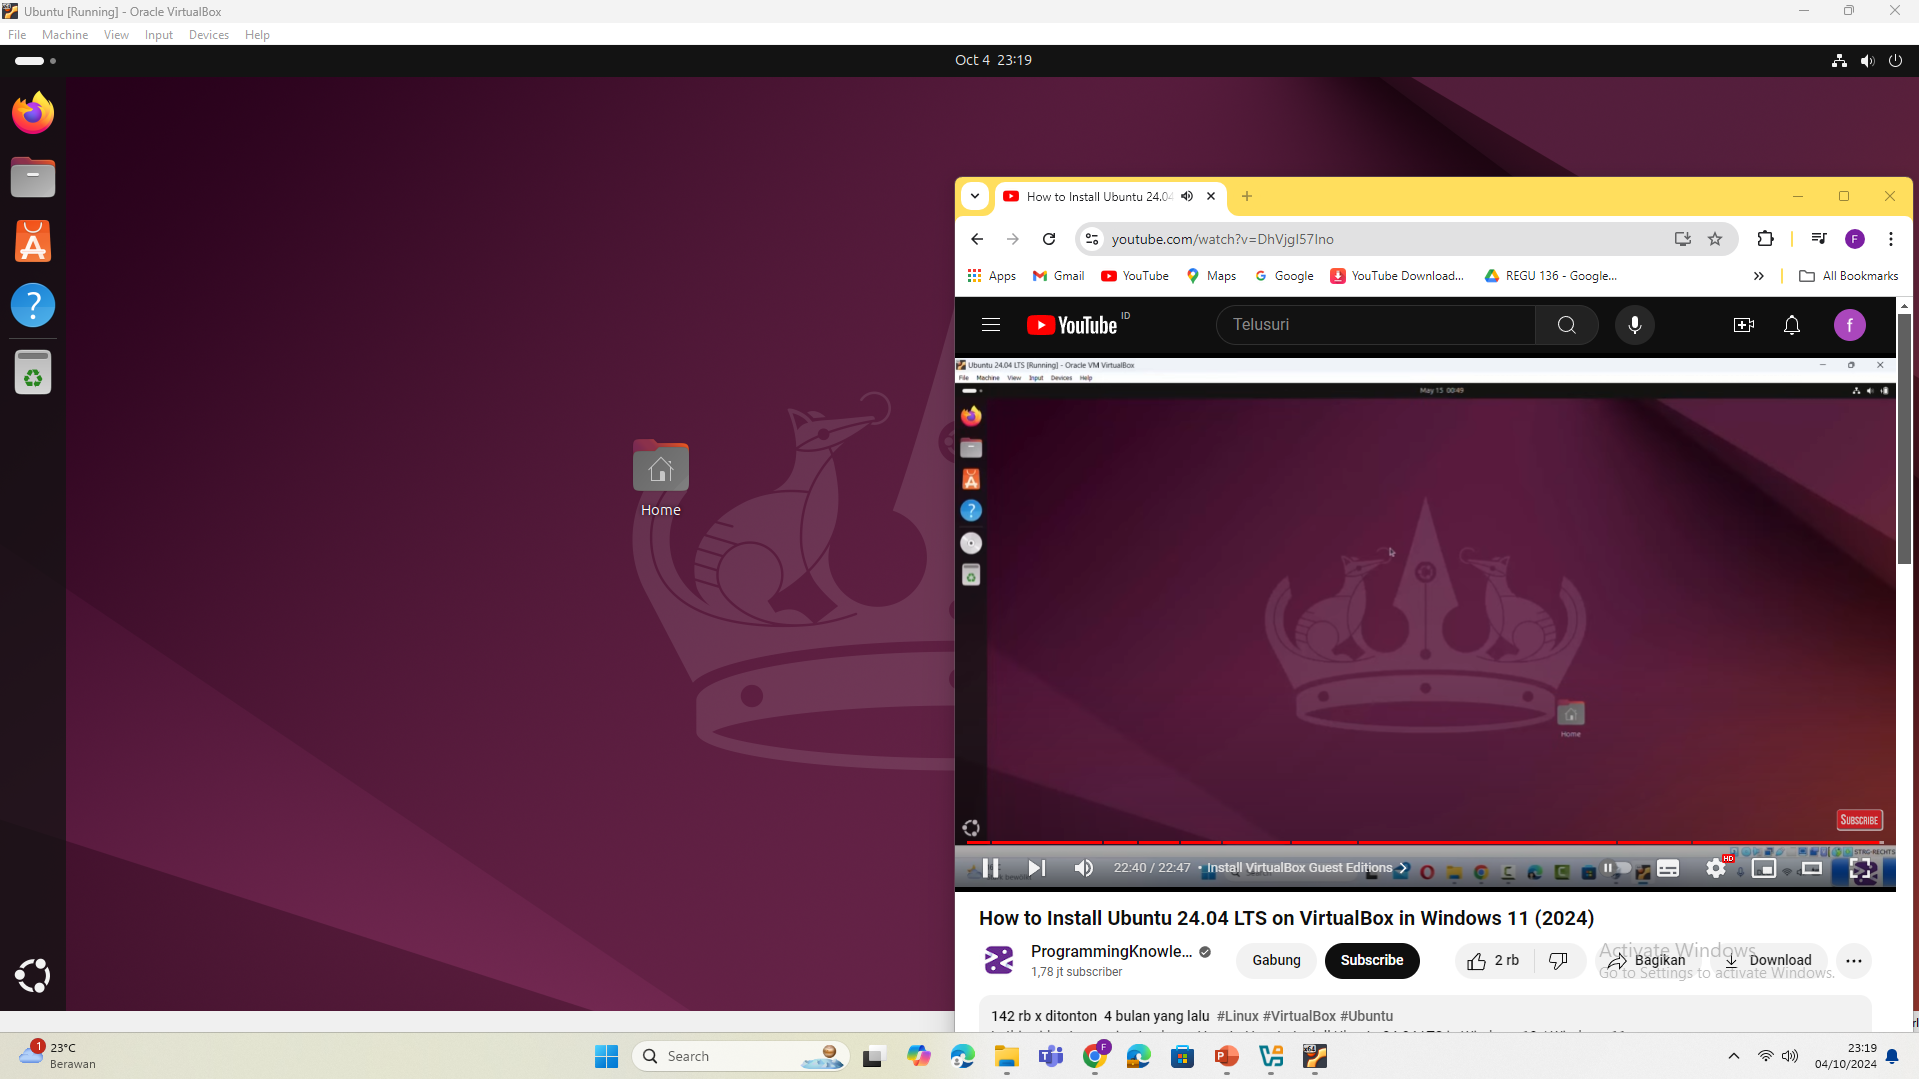 Ubuntu [Running] - Oracle VirtualBox
File Machine View Input Devices Help
Oct 4 23:19
Home
How to Install Ubuntu 24.04
youtube.com/watch?v=DhVjgI57Ino
Apps Gmail YouTube Maps Google YouTube Download... REGU 136 - Google... All Bookmarks
YouTube ID
Telusuri
f
Ubuntu 24.04 LTS [Running] - Oracle VM VirtualBox
File Machine View Input Devices Help
May 15 00:49
Home
SUBSCRIBE
STRG-RECHTS
22:40 / 22:47 • Install VirtualBox Guest Editions
HD
How to Install Ubuntu 24.04 LTS on VirtualBox in Windows 11 (2024)
ProgrammingKnowle...
1,78 jt subscriber
Gabung
Subscribe
2 rb
Bagikan
Download
Activate Windows
Go to Settings to activate Windows.
142 rb x ditonton 4 bulan yang lalu #Linux #VirtualBox #Ubuntu
1
23°C
Berawan
Search
23:19
04/10/2024